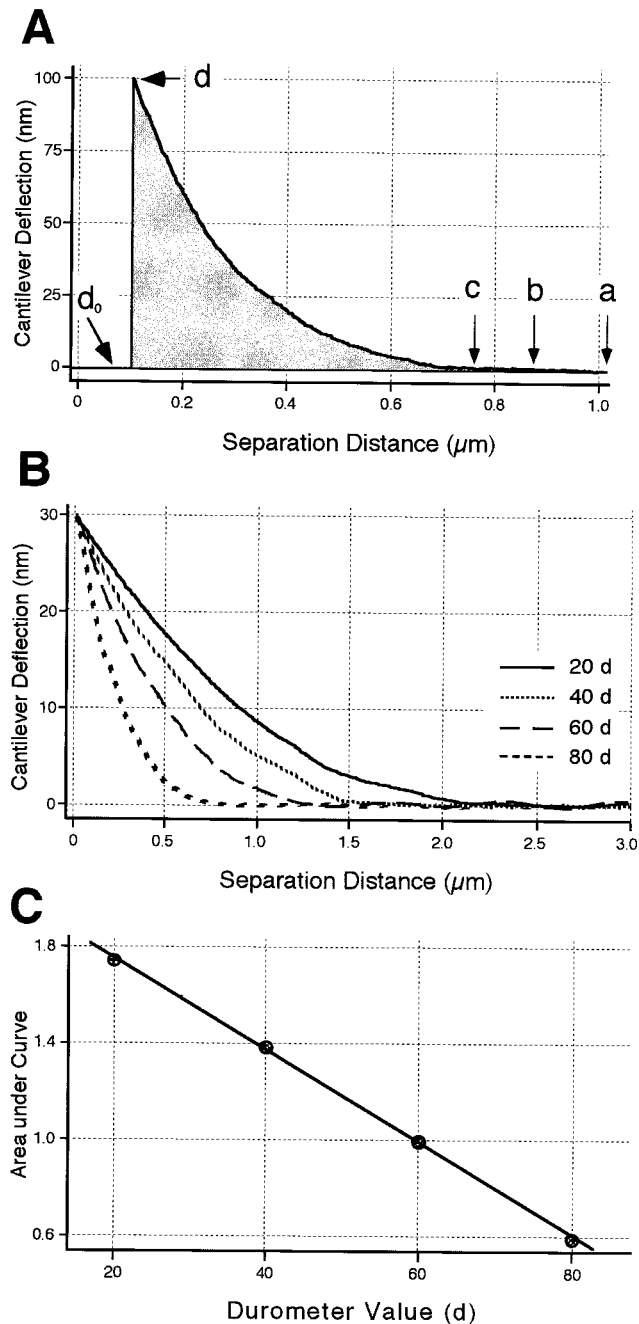 A
Cantilever Deflection (nm)
100
75
50
25
0
d
d₀
c
b
a
0
0.2
0.4
0.6
0.8
1.0
Separation Distance (µm)
B
Cantilever Deflection (nm)
30
20
10
0
20 d
40 d
60 d
80 d
0
0.5
1.0
1.5
2.0
2.5
3.0
Separation Distance (µm)
C
Area under Curve
1.8
1.4
1.0
0.6
20
40
60
80
Durometer Value (d)